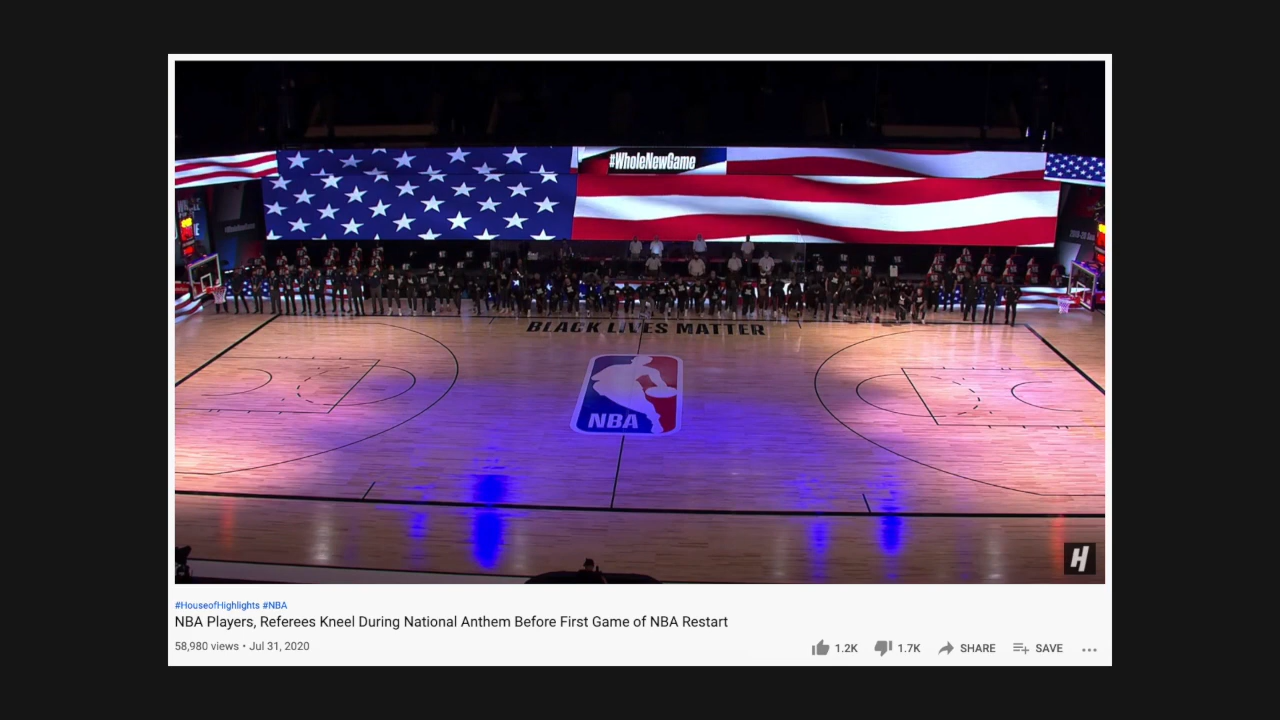 #WholeNewGame
BLACK LIVES MATTER
NBA
H
#HouseofHighlights #NBA
NBA Players, Referees Kneel During National Anthem Before First Game of NBA Restart
58,980 views • Jul 31, 2020
1.2K 1.7K SHARE SAVE